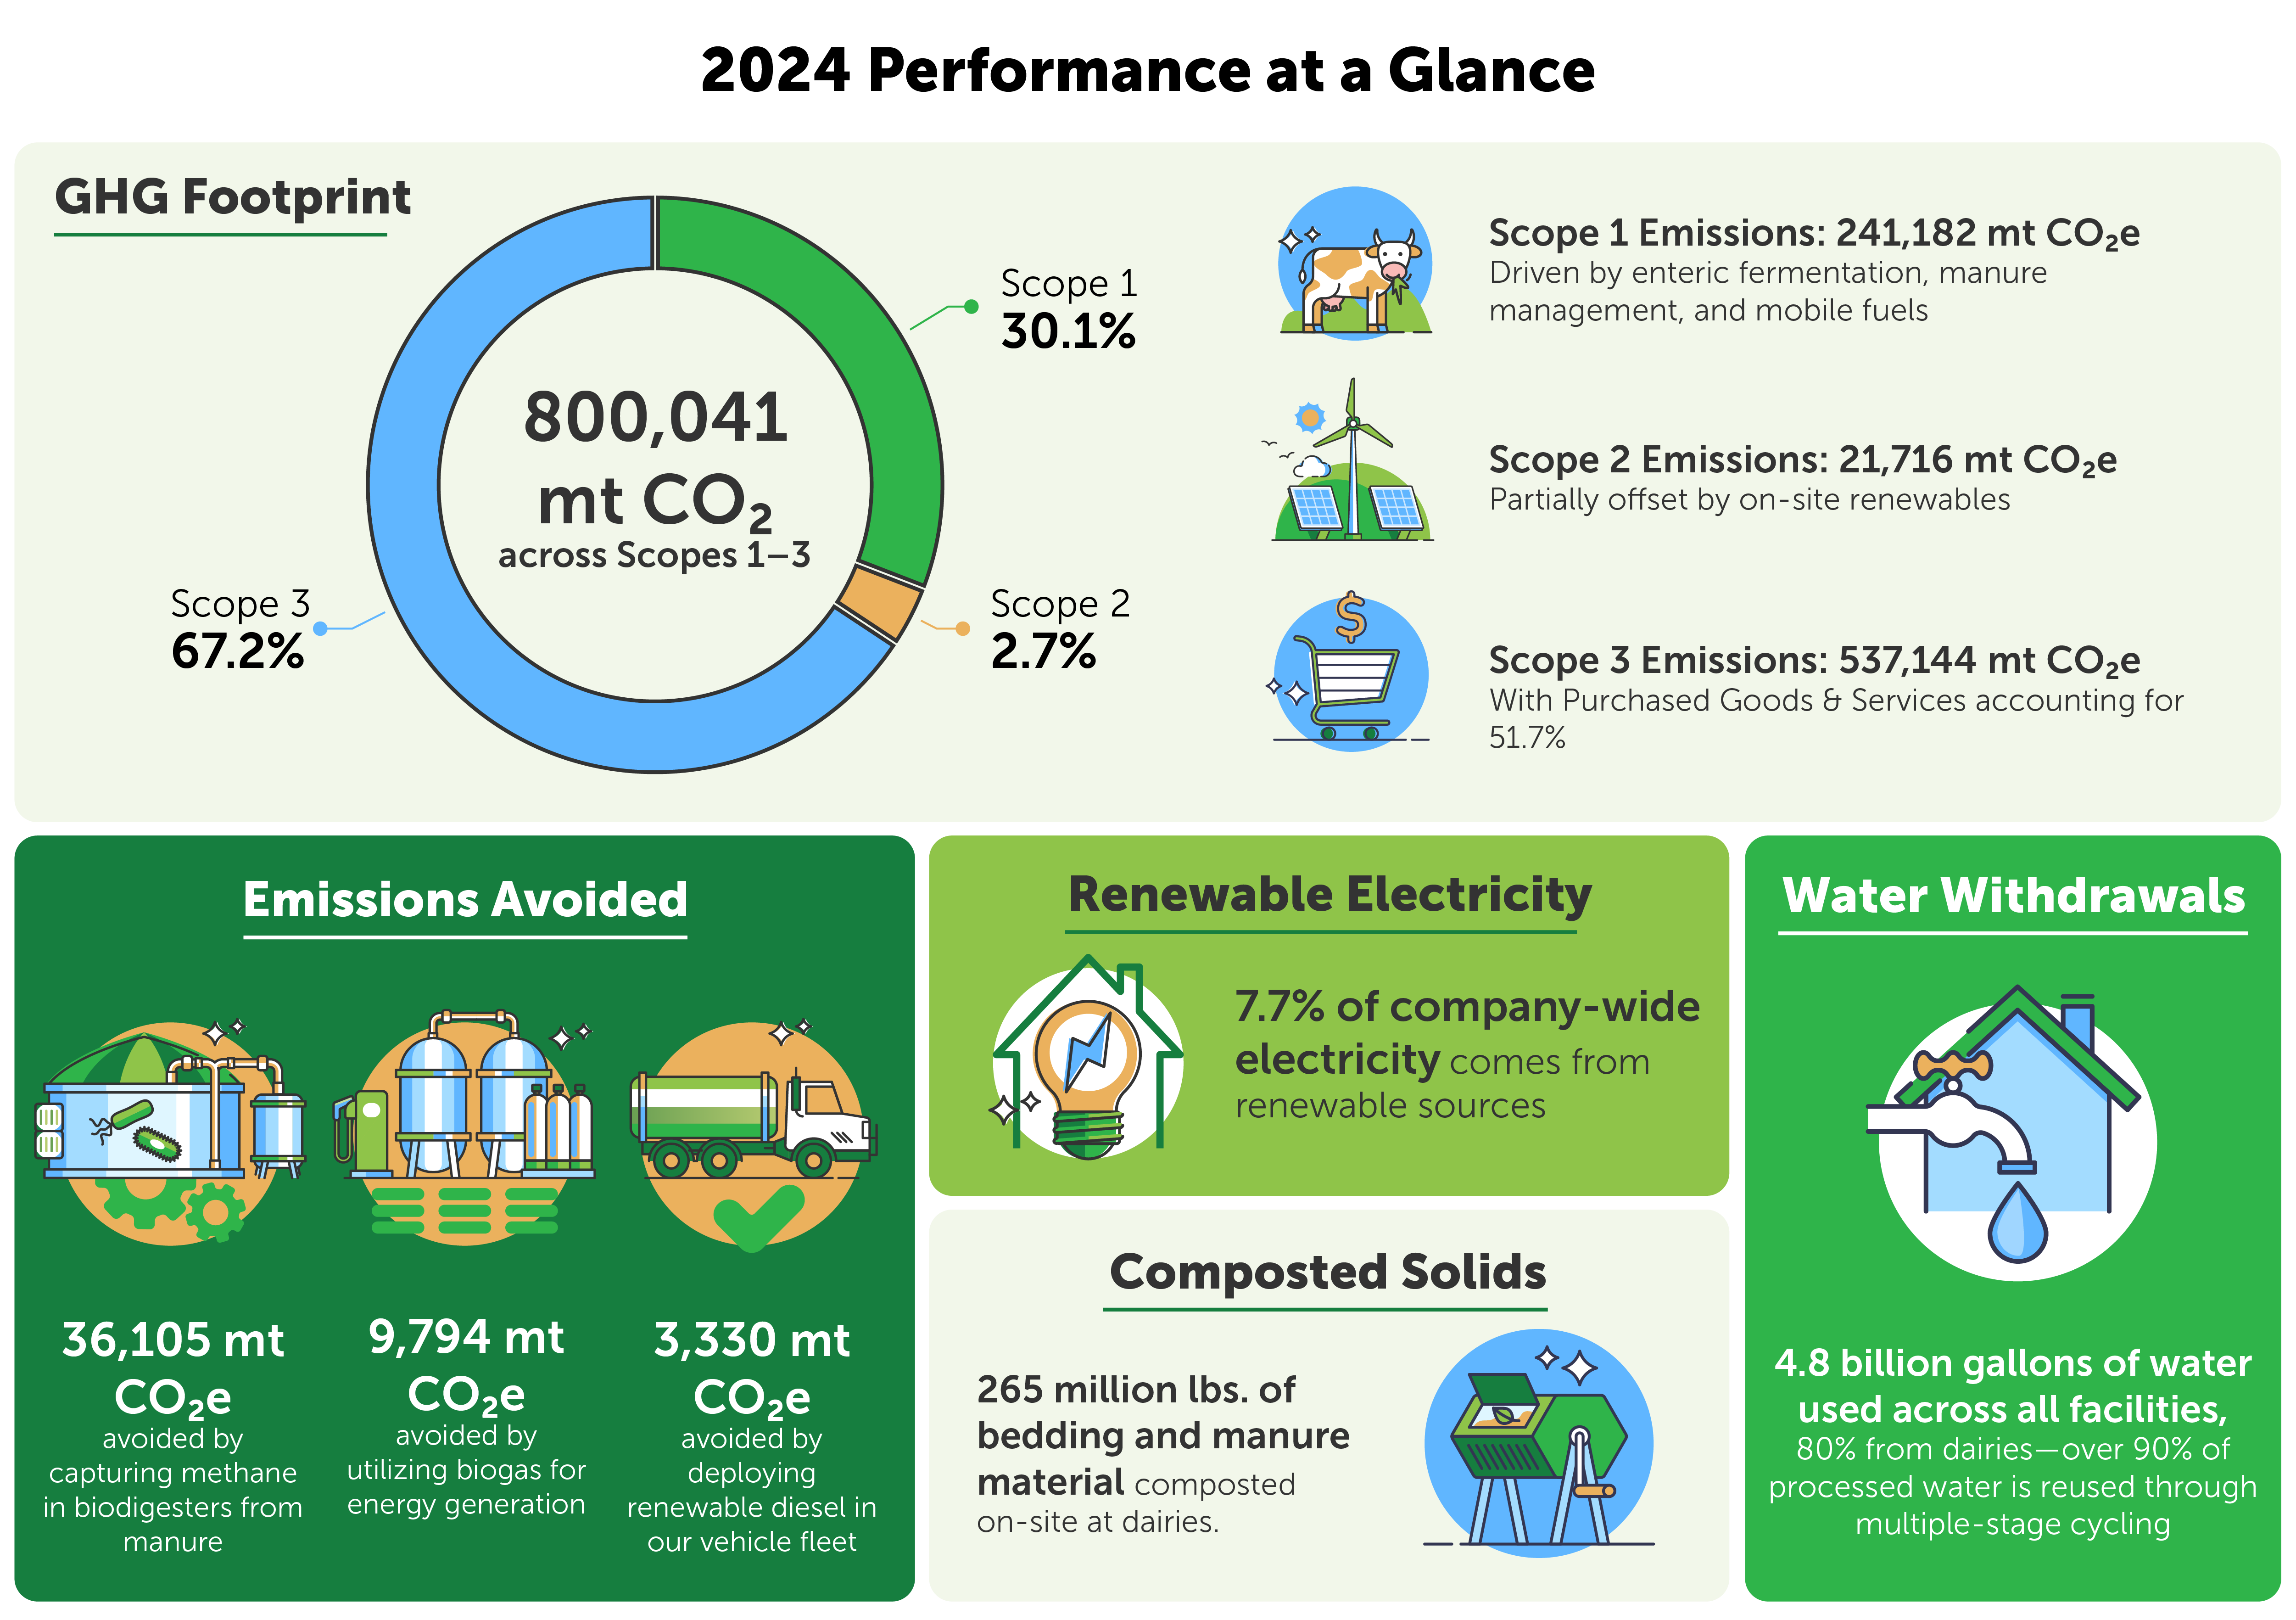 2024 Performance at a Glance
GHG Footprint
Scope 1
30.1%
800,041
mt CO₂
across Scopes 1–3
Scope 3
67.2%
Scope 2
2.7%
Scope 1 Emissions: 241,182 mt CO₂e
Driven by enteric fermentation, manure
management, and mobile fuels
Scope 2 Emissions: 21,716 mt CO₂e
Partially offset by on-site renewables
$
Scope 3 Emissions: 537,144 mt CO₂e
With Purchased Goods & Services accounting for
51.7%
Emissions Avoided
36,105 mt
CO₂e
avoided by
capturing methane
in biodigesters from
manure
9,794 mt
CO₂e
avoided by
utilizing biogas for
energy generation
3,330 mt
CO₂e
avoided by
deploying
renewable diesel in
our vehicle fleet
Renewable Electricity
7.7% of company-wide
electricity comes from
renewable sources
Composted Solids
265 million lbs. of
bedding and manure
material composted
on-site at dairies.
Water Withdrawals
4.8 billion gallons of water
used across all facilities,
80% from dairies—over 90% of
processed water is reused through
multiple-stage cycling